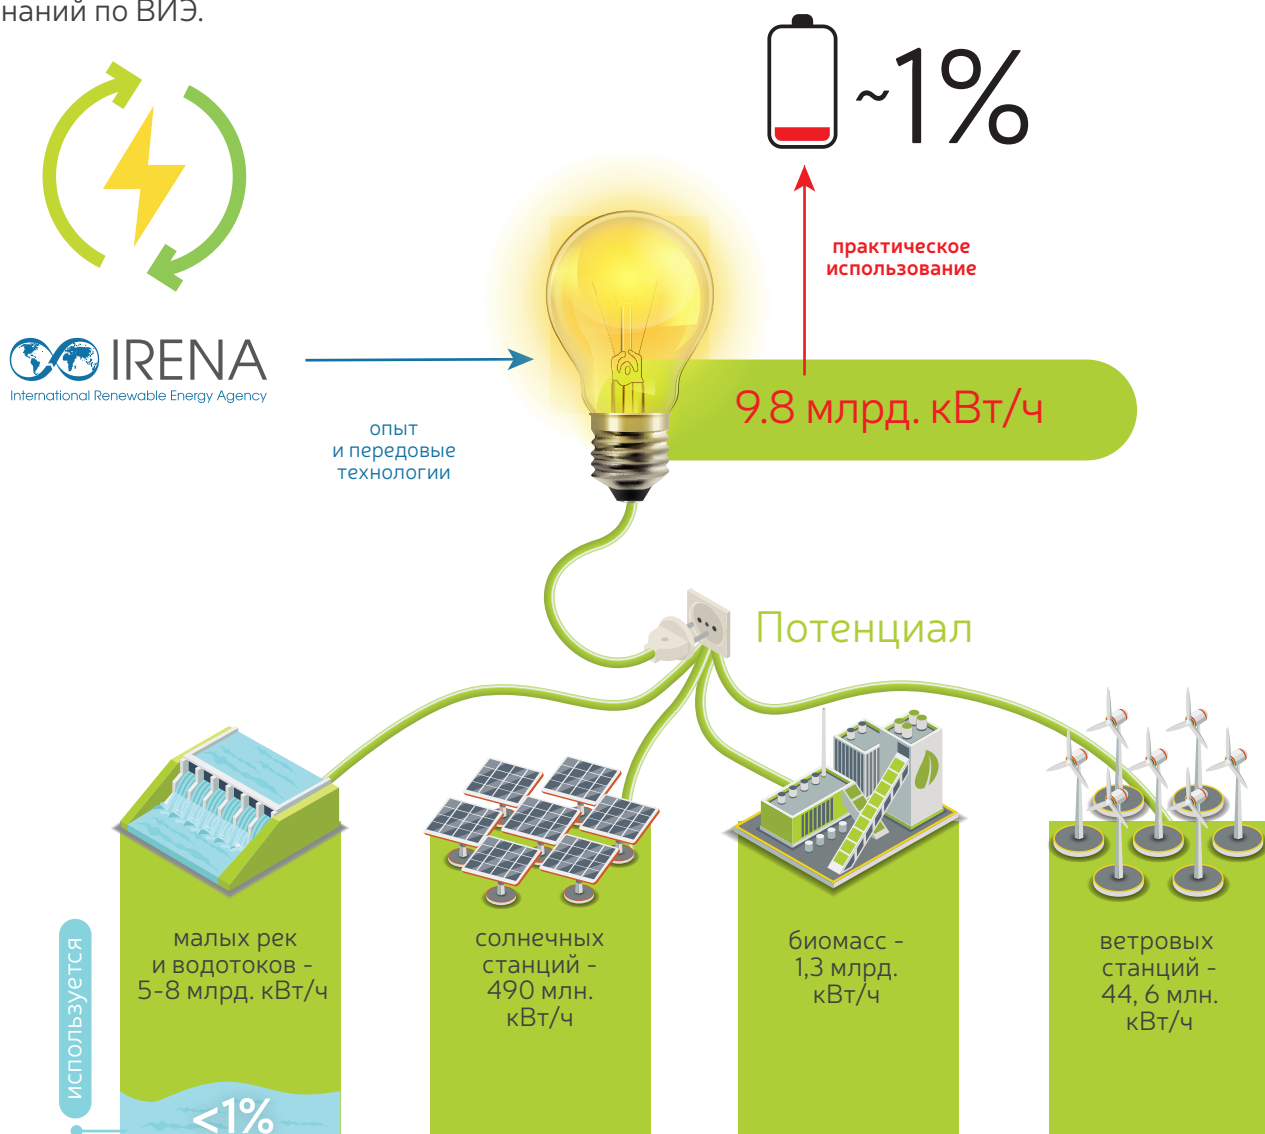 наний по ВИЭ.
~1%
практическое
использование
IRENA
International Renewable Energy Agency
опыт
и передовые
технологии
9.8 млрд. кВт/ч
Потенциал
малых рек
и водотоков -
5-8 млрд. кВт/ч
солнечных
станций -
490 млн.
кВт/ч
биомасс -
1,3 млрд.
кВт/ч
ветровых
станций -
44, 6 млн.
кВт/ч
используется
<1%